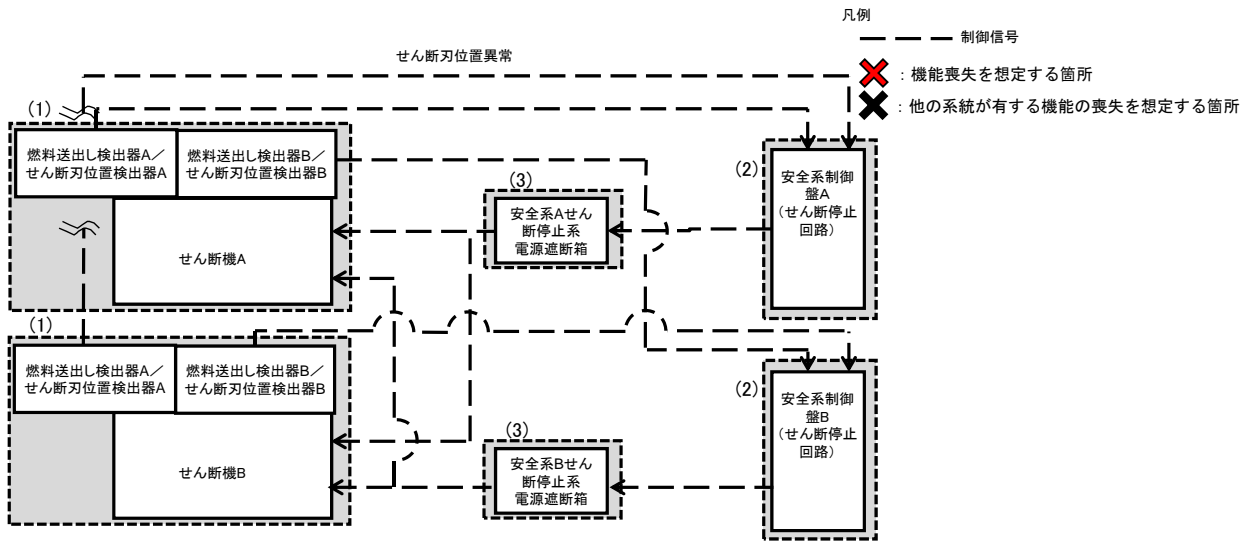 凡例
制御信号
：機能喪失を想定する箇所
：他の系統が有する機能の喪失を想定する箇所
せん断刃位置異常
(1)
燃料送出し検出器A／
せん断刃位置検出器A
燃料送出し検出器B／
せん断刃位置検出器B
せん断機A
(3)
安全系Aせん
断停止系
電源遮断箱
(2)
安全系制御
盤A
（せん断停止
回路）
(1)
燃料送出し検出器A／
せん断刃位置検出器A
燃料送出し検出器B／
せん断刃位置検出器B
せん断機B
(3)
安全系Bせん
断停止系
電源遮断箱
(2)
安全系制御
盤B
（せん断停止
回路）